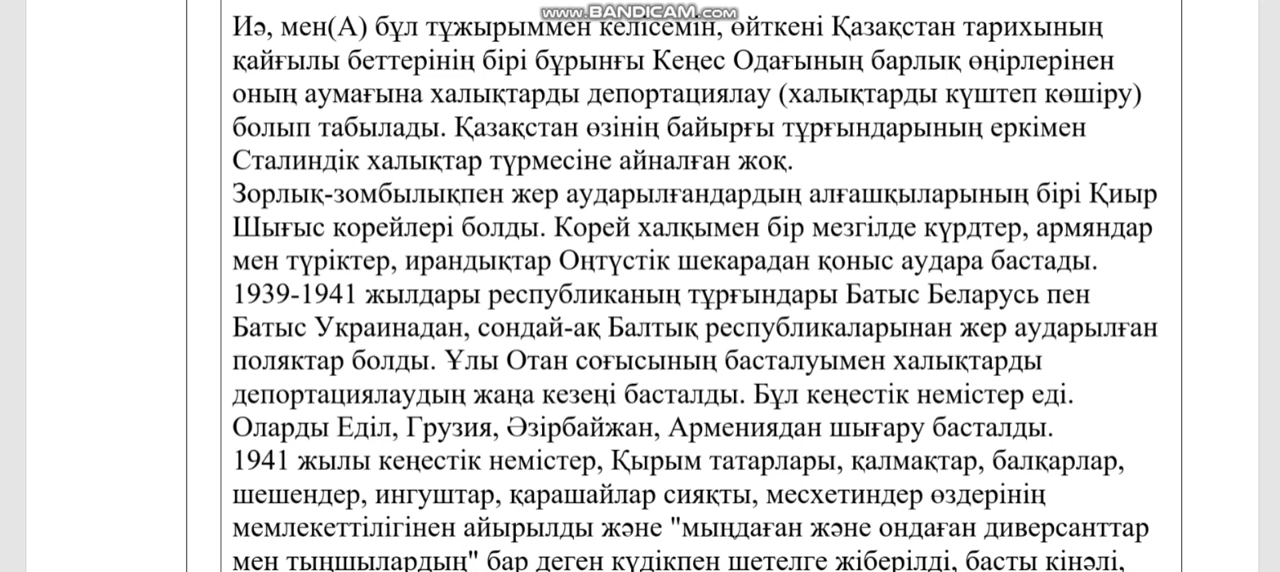 www.BANDICAM.com
Иә, мен(А) бұл тұжырыммен келісемін, өйткені Қазақстан тарихының
қайғылы беттерінің бірі бұрынғы Кеңес Одағының барлық өңірлерінен
оның аумағына халықтарды депортациялау (халықтарды күштеп көшіру)
болып табылады. Қазақстан өзінің байырғы тұрғындарының еркімен
Сталиндік халықтар түрмесіне айналған жоқ.
Зорлық-зомбылықпен жер аударылғандардың алғашқыларының бірі Қиыр
Шығыс корейлері болды. Корей халқымен бір мезгілде күрдтер, армяндар
мен түріктер, ирандықтар Оңтүстік шекарадан қоныс аудара бастады.
1939-1941 жылдары республиканың тұрғындары Батыс Беларусь пен
Батыс Украинадан, сондай-ақ Балтық республикаларынан жер аударылған
поляктар болды. Ұлы Отан соғысының басталуымен халықтарды
депортациялаудың жаңа кезеңі басталды. Бұл кеңестік немістер еді.
Оларды Еділ, Грузия, Әзірбайжан, Армениядан шығару басталды.
1941 жылы кеңестік немістер, Қырым татарлары, қалмақтар, балқарлар,
шешендер, ингуштар, қарашайлар сияқты, месхетиндер өздерінің
мемлекеттілігінен айырылды және "мыңдаған және ондаған диверсанттар
мен тыңшылардың" бар деген күдікпен шетелге жіберілді, басты кінәлі,